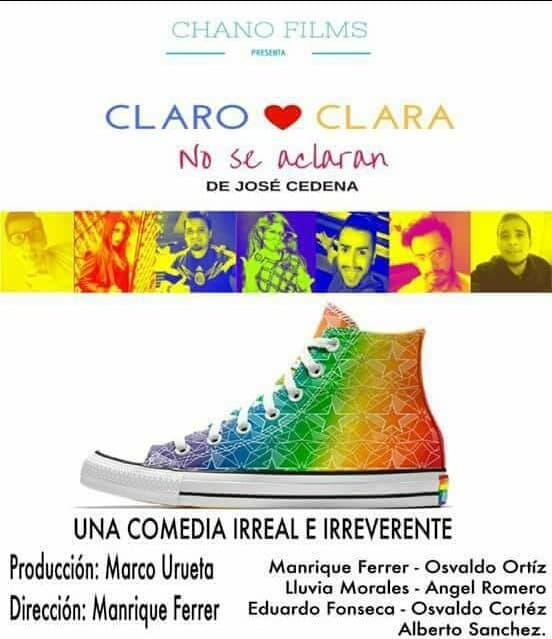 CHANO FILMS
PRESENTA
CLARO ❤ CLARA
No se aclaran
DE JOSÉ CEDENA
UNA COMEDIA IRREAL E IRREVERENTE
Producción: Marco Urueta
Dirección: Manrique Ferrer
Manrique Ferrer - Osvaldo Ortíz
Lluvia Morales - Angel Romero
Eduardo Fonseca - Osvaldo Cortéz
Alberto Sanchez.